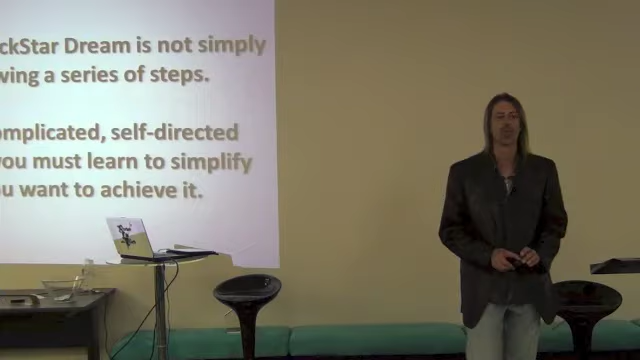 ckStar Dream is not simply
wing a series of steps.
omplicated, self-directed
you must learn to simplify
u want to achieve it.